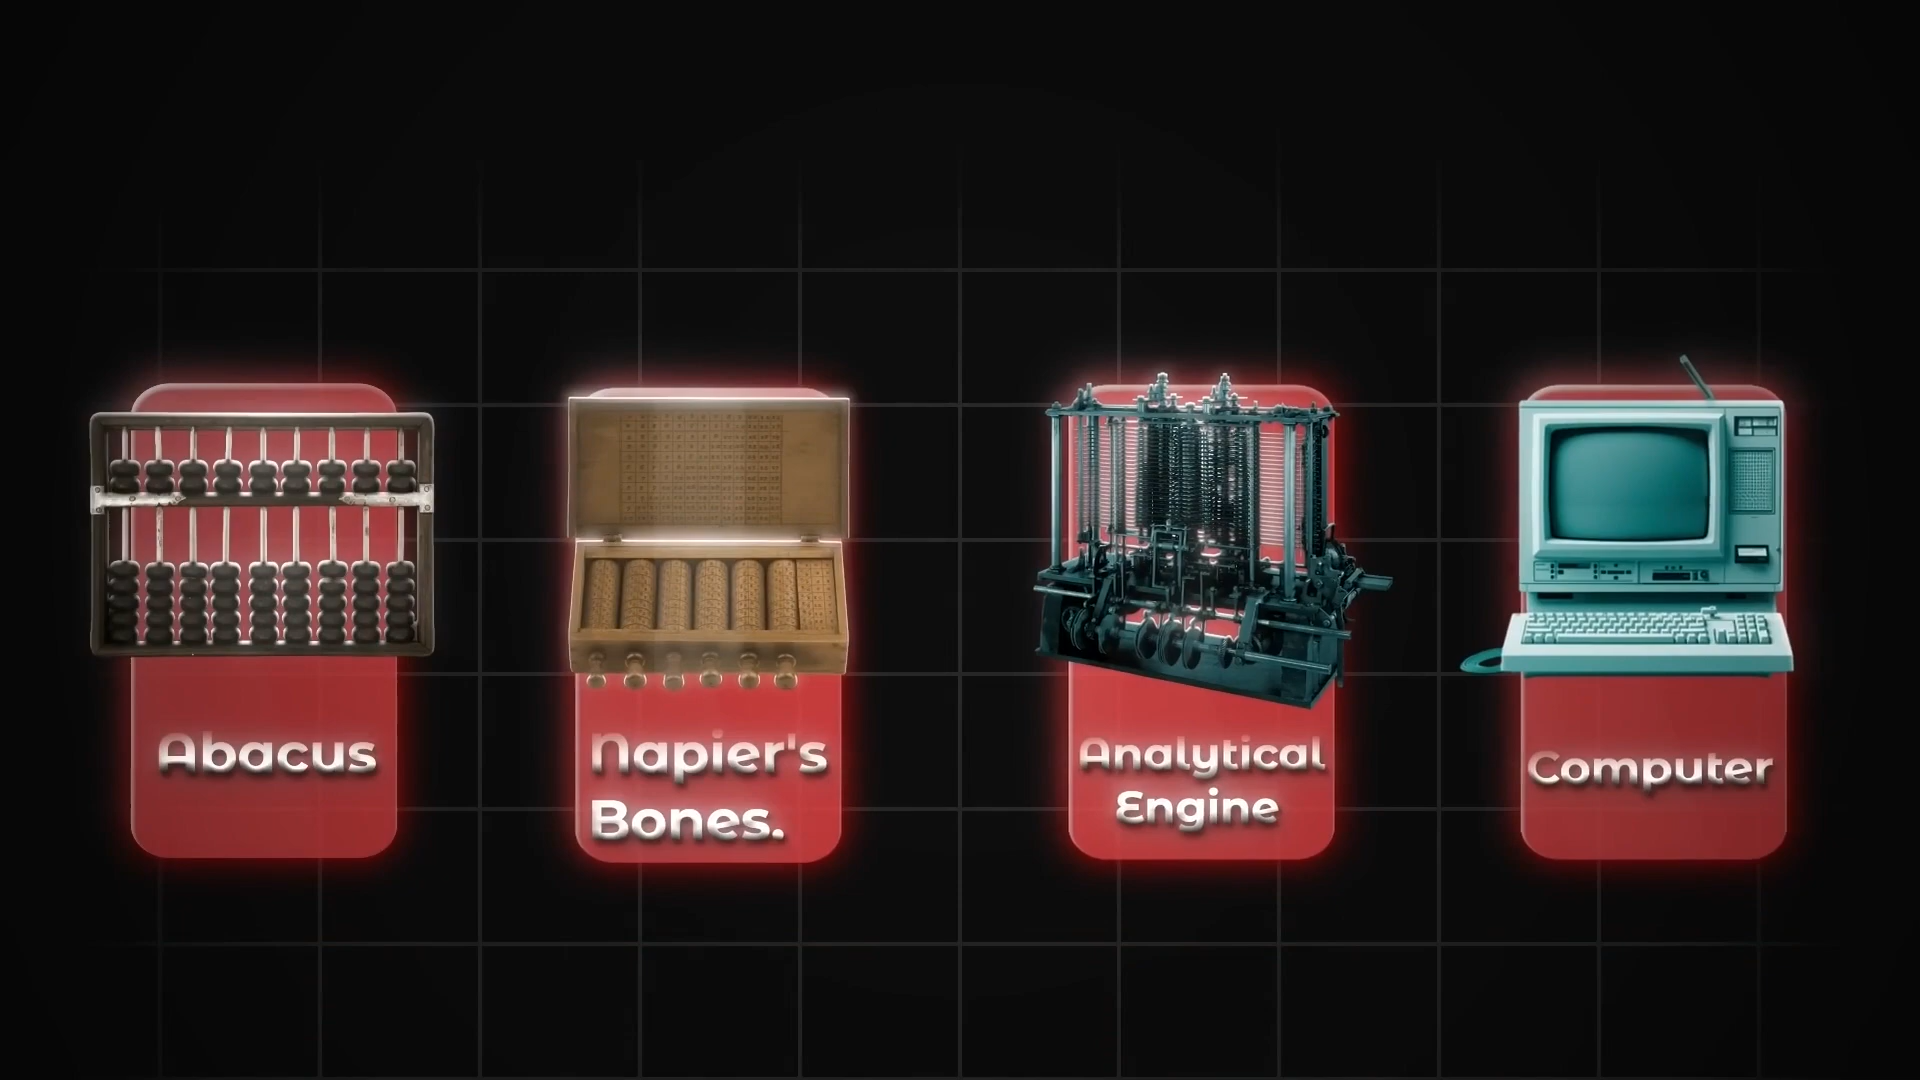 Abacus
Napier's
Bones.
Analytical
Engine
Computer